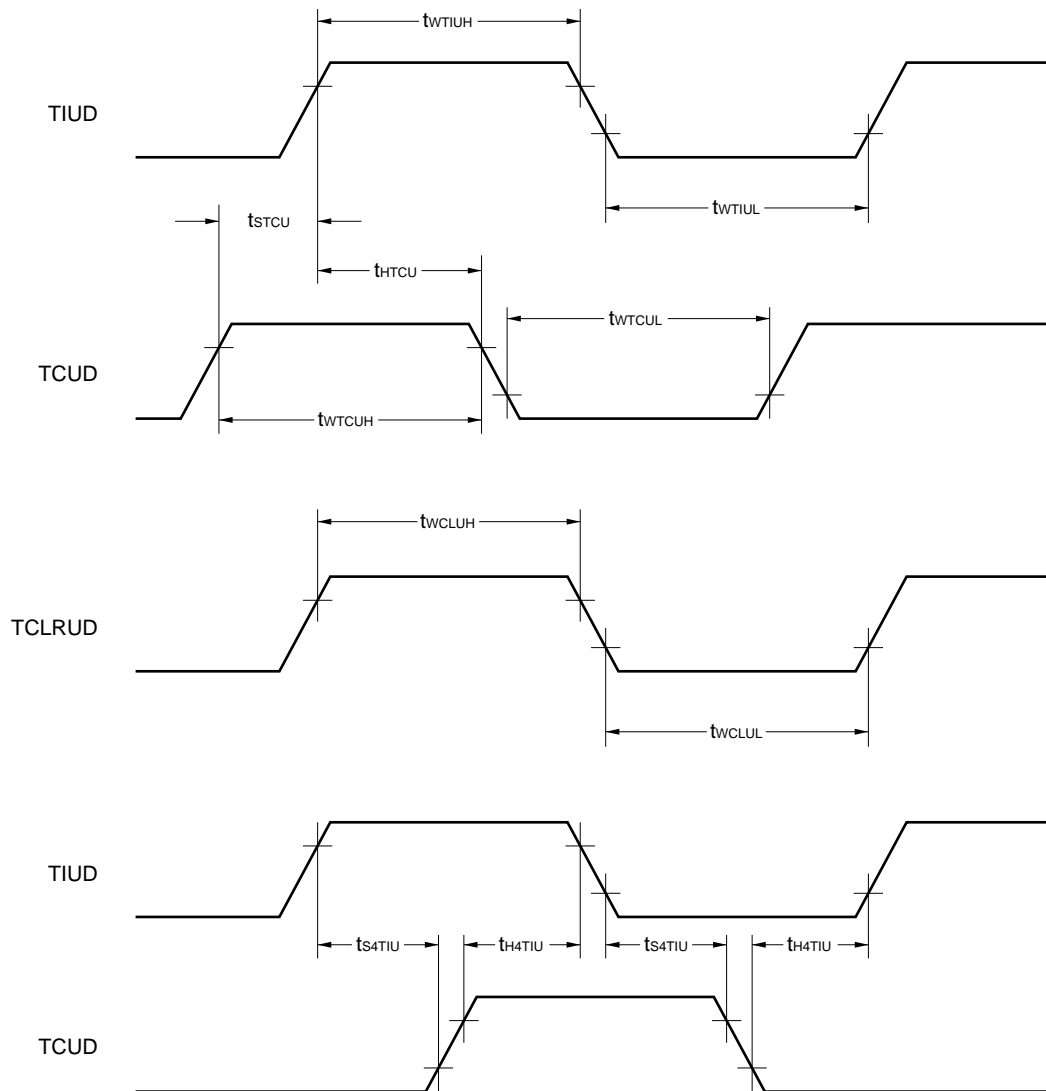 tWTIUH
TIUD
tSTCU
tWTIUL
tHTCU
tWTCUL
TCUD
tWTCUH
tWCLUH
TCLRUD
tWCLUL
TIUD
tS4TIU tH4TIU tS4TIU tH4TIU
TCUD